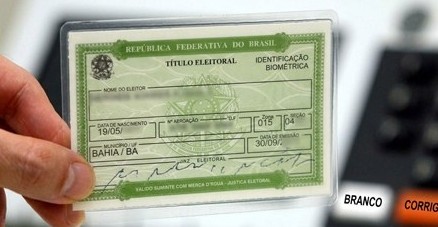 REPÚBLICA FEDERATIVA DO BRASIL
TÍTULO ELEITORAL
IDENTIFICAÇÃO
BIOMÉTRICA
NOME DO ELEITOR
DATA DE NASCIMENTO
19/05/
Zona
015
SEÇÃO
04
MUNICÍPIO / UF
BAHIA / BA
DATA DE EMISSÃO
30/09/
JUIZ ELEITORAL
VÁLIDO SOMENTE COM MARCA D'ÁGUA - JUSTIÇA ELEITORAL
BRANCO
CORRIG